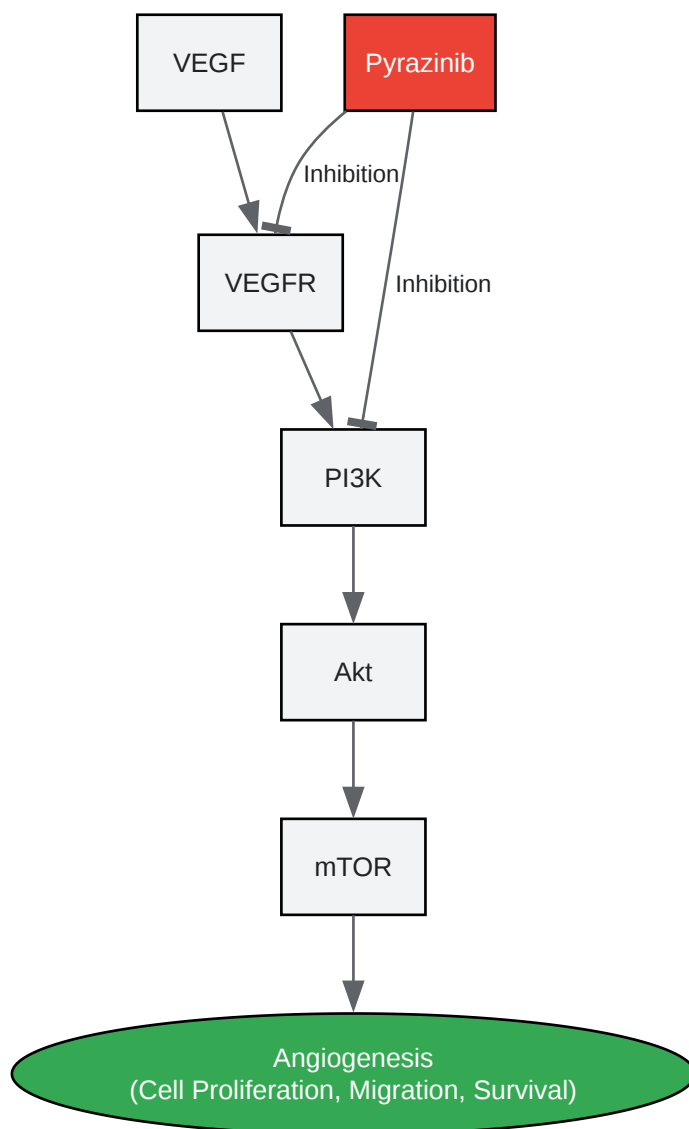 VEGF
Pyrazinib
Inhibition
VEGFR
Inhibition
PI3K
Akt
mTOR
Angiogenesis
(Cell Proliferation, Migration, Survival)